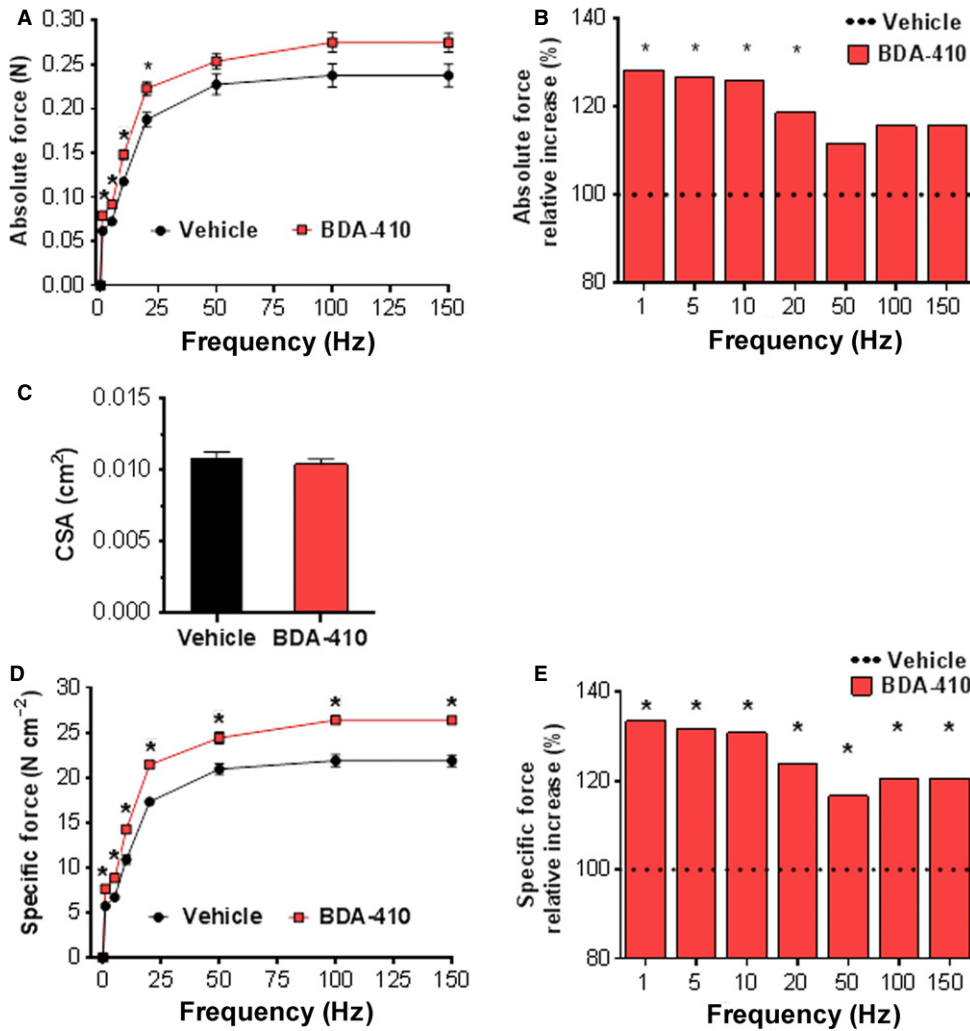 A
Absolute force (N)
0.30
0.25
0.20
0.15
0.10
0.05
0.00
*
*
*
*
Vehicle
BDA-410
0 25 50 75 100 125 150
Frequency (Hz)
B
Absolute force
relative increase (%)
Vehicle
BDA-410
140
120
100
80
* * * *
1 5 10 20 50 100 150
Frequency (Hz)
C
CSA (cm²)
0.015
0.010
0.005
0.000
Vehicle BDA-410
D
Specific force (N cm⁻²)
30
25
20
15
10
5
0
*
*
*
*
*
*
*
Vehicle
BDA-410
0 25 50 75 100 125 150
Frequency (Hz)
E
Specific force
relative increase (%)
Vehicle
BDA-410
140
120
100
80
* * * * * * *
1 5 10 20 50 100 150
Frequency (Hz)